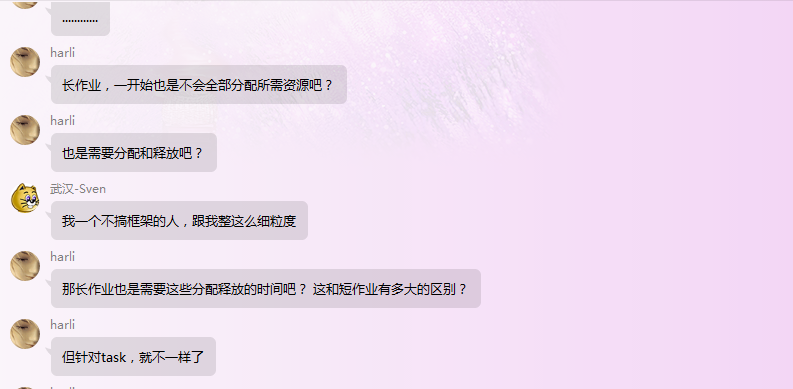 ............
harli
长作业，一开始也是不会全部分配所需资源吧？
harli
也是需要分配和释放吧？
武汉-Sven
我一个不搞框架的人，跟我整这么细粒度
harli
那长作业也是需要这些分配释放的时间吧？ 这和短作业有多大的区别？
harli
但针对task，就不一样了
harli